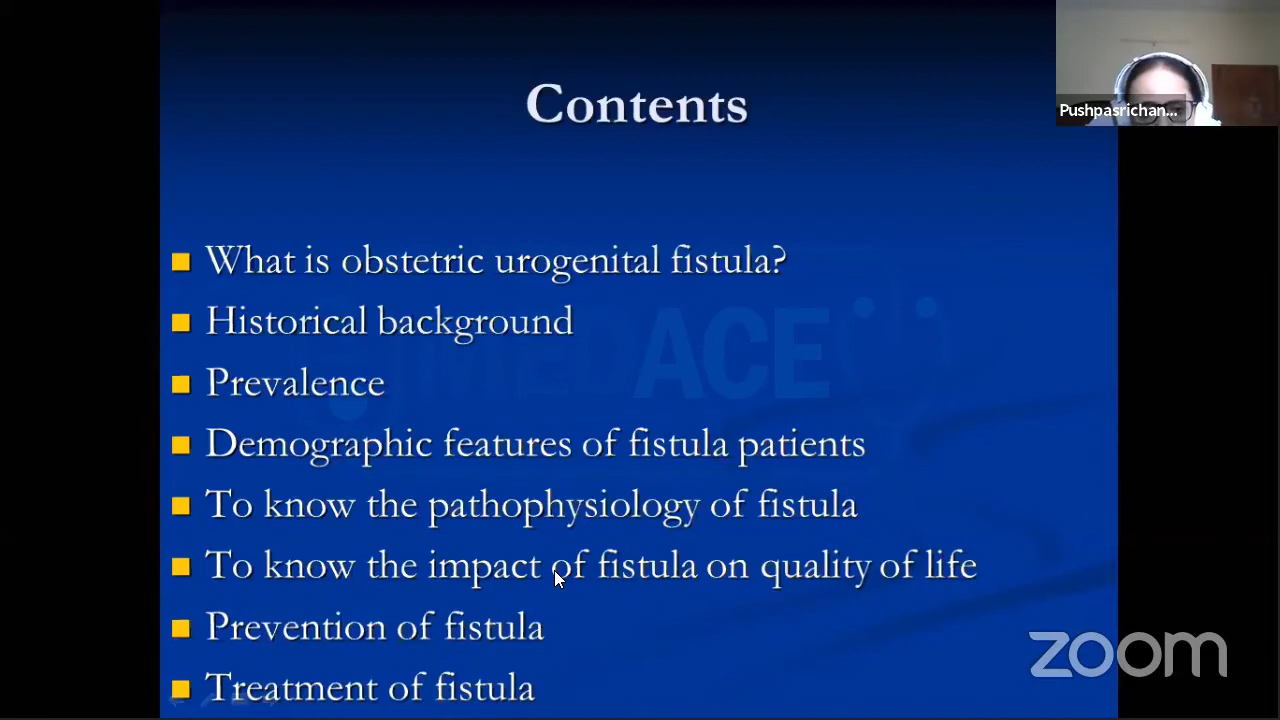 Contents
Pushpasrichan...
What is obstetric urogenital fistula?
Historical background
Prevalence
MEDACE
Demographic features of fistula patients
To know the pathophysiology of fistula
To know the impact of fistula on quality of life
Prevention of fistula
Treatment of fistula
zoom